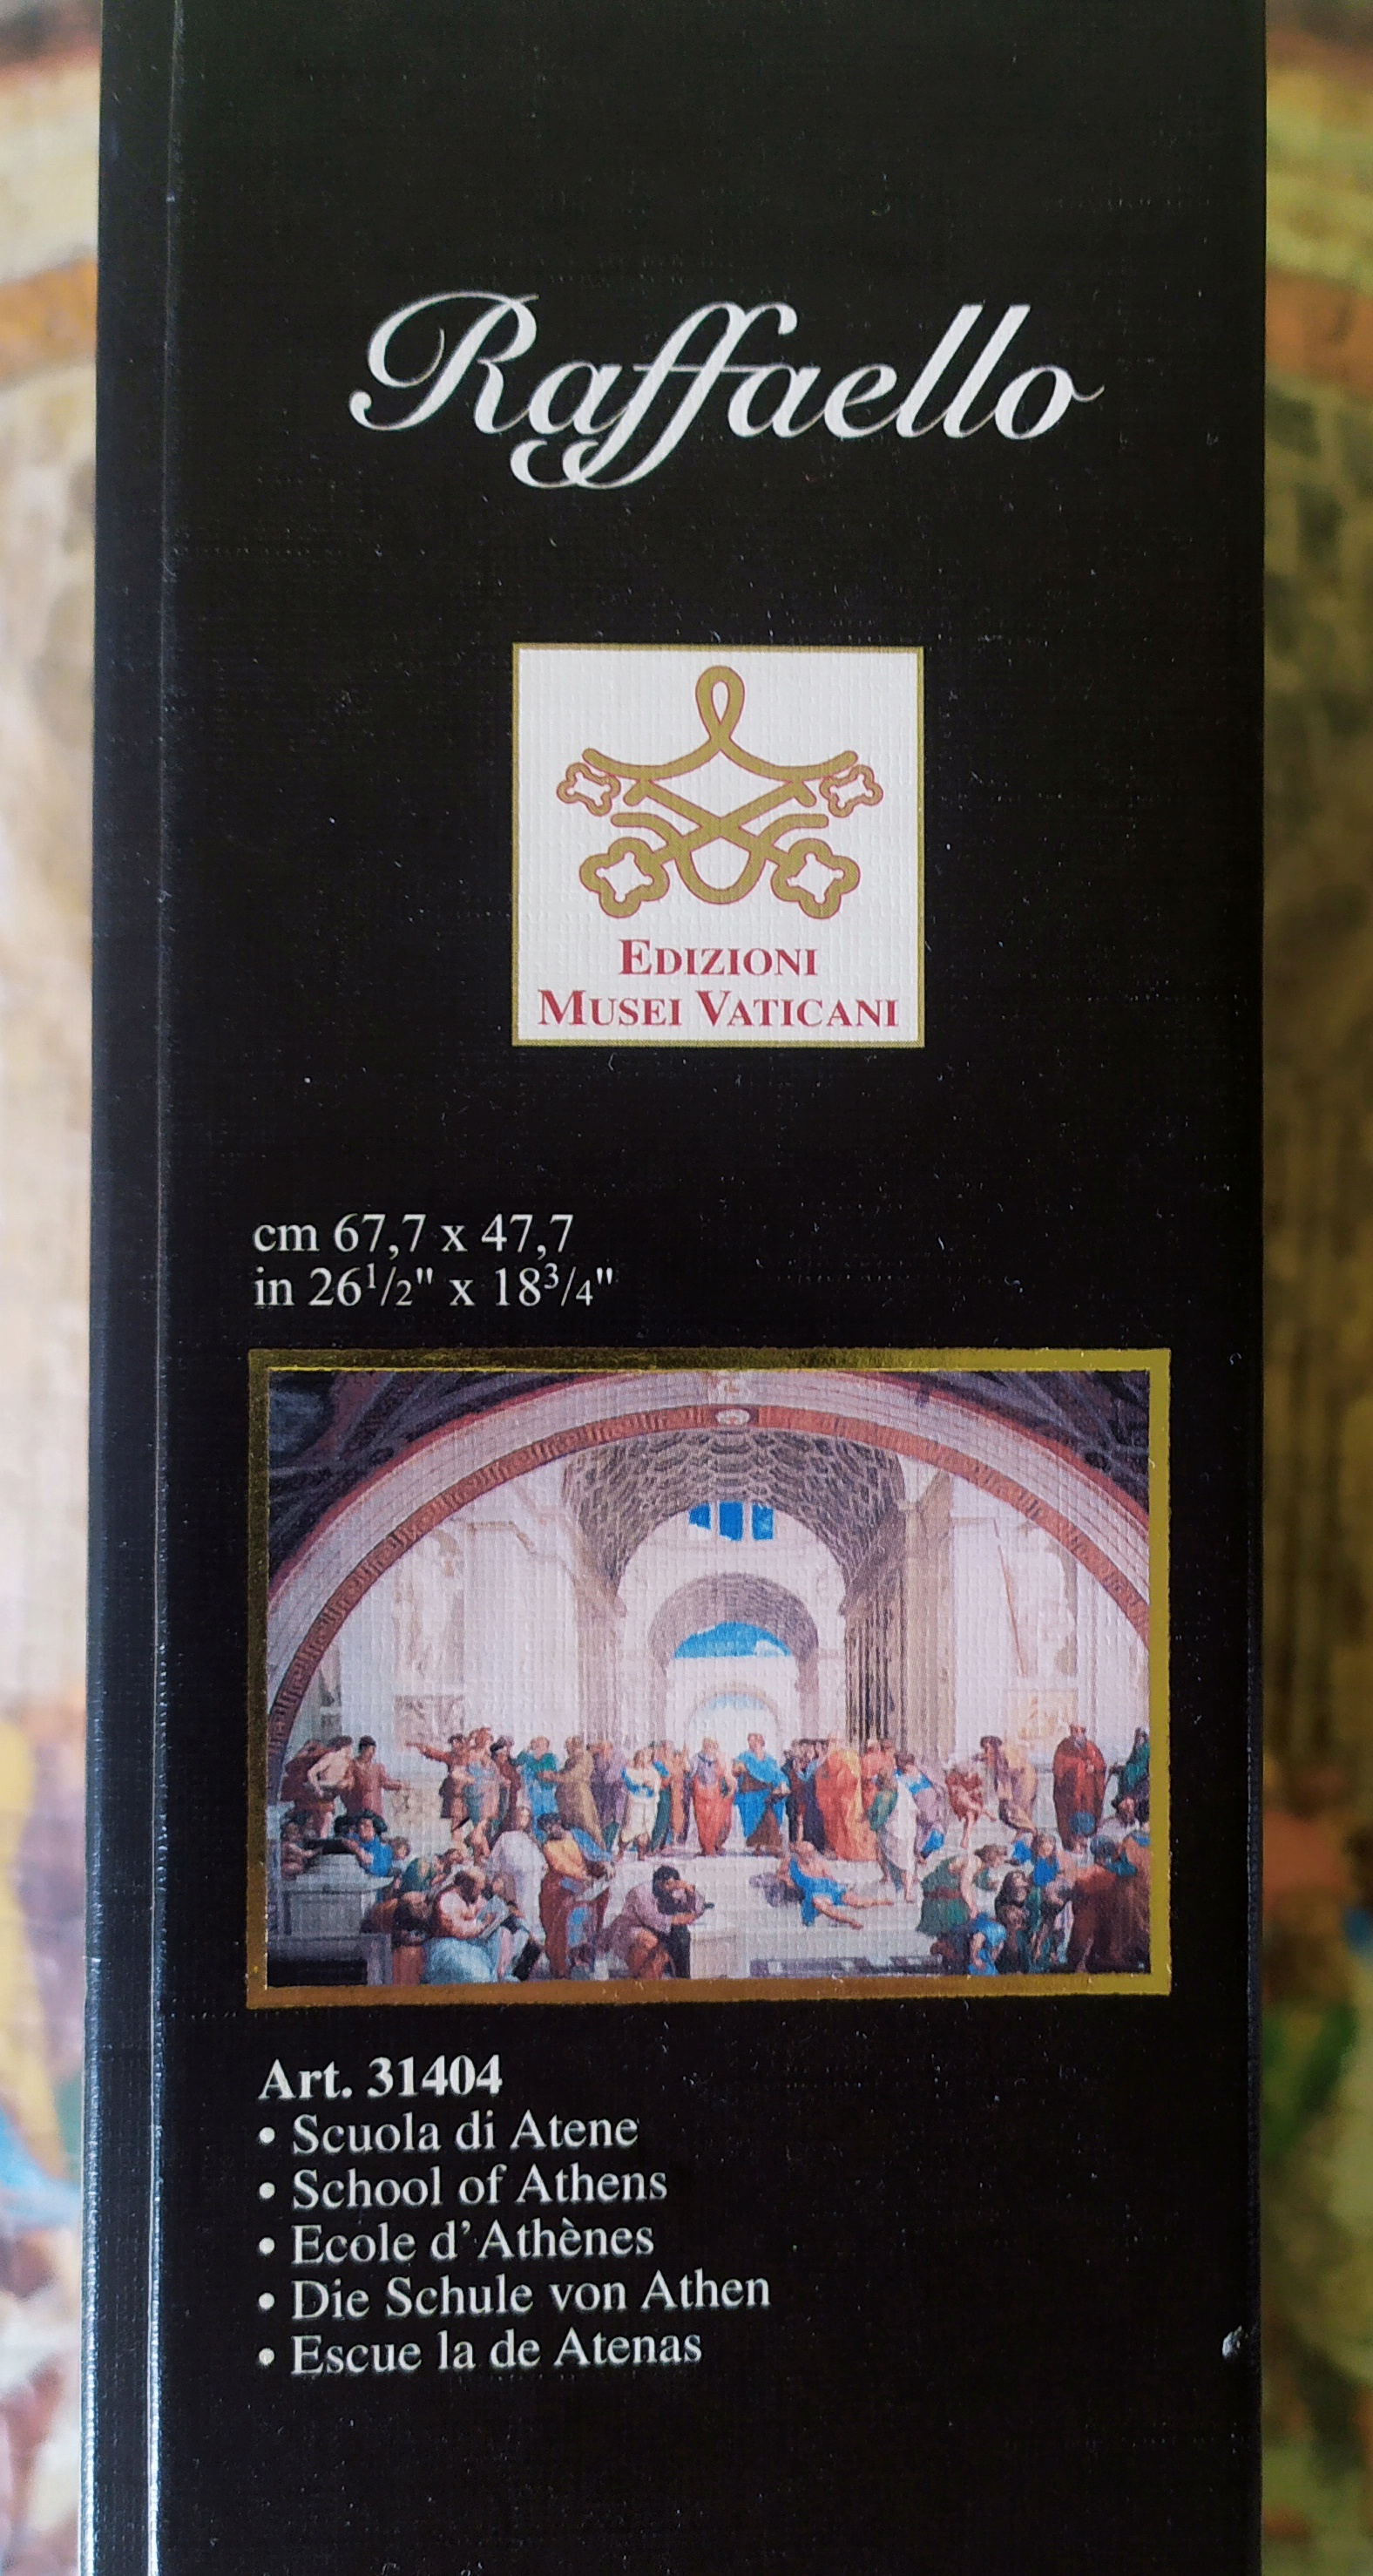 Raffaello
EDIZIONI
MUSEI VATICANI
cm 67,7 x 47,7
in 26¹/₂" x 18³/₄"
Art. 31404
• Scuola di Atene
• School of Athens
• Ecole d'Athènes
• Die Schule von Athen
• Escue la de Atenas